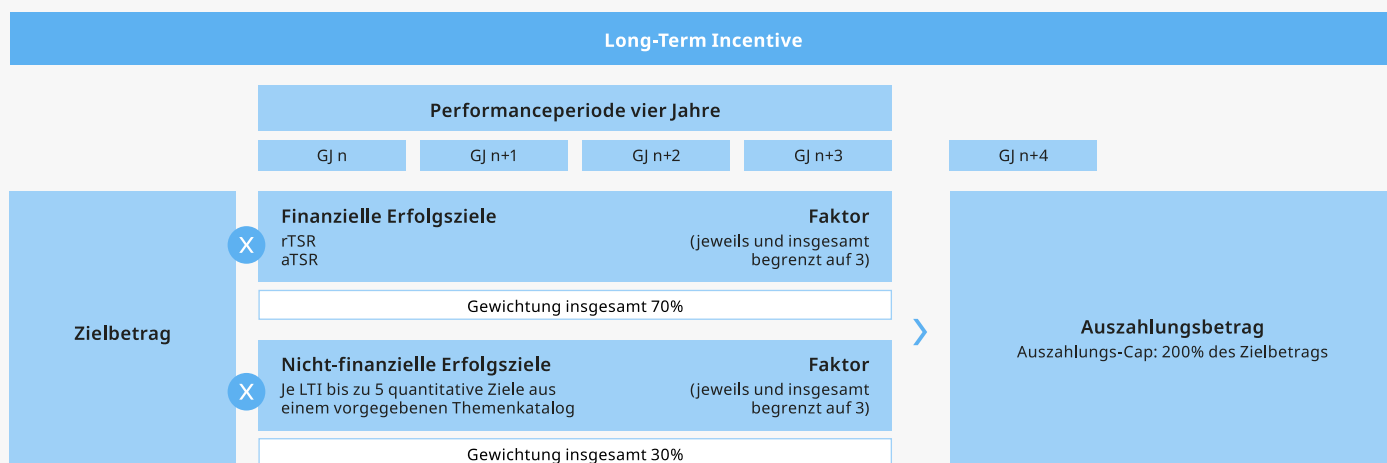 Long-Term Incentive
Performanceperiode vier Jahre
GJ n
GJ n+1
GJ n+2
GJ n+3
GJ n+4
Zielbetrag
X
Finanzielle Erfolgsziele
rTSR
aTSR
Faktor
(jeweils und insgesamt
begrenzt auf 3)
Gewichtung insgesamt 70%
X
Nicht-finanzielle Erfolgsziele
Je LTI bis zu 5 quantitative Ziele aus
einem vorgegebenen Themenkatalog
Faktor
(jeweils und insgesamt
begrenzt auf 3)
Gewichtung insgesamt 30%
Auszahlungsbetrag
Auszahlungs-Cap: 200% des Zielbetrags